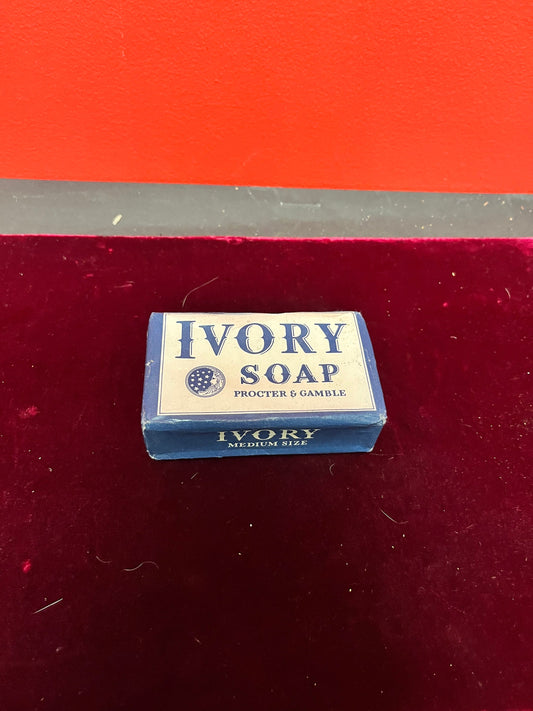 IVORY
SOAP
PROCTER & GAMBLE
IVORY
MEDIUM SIZE